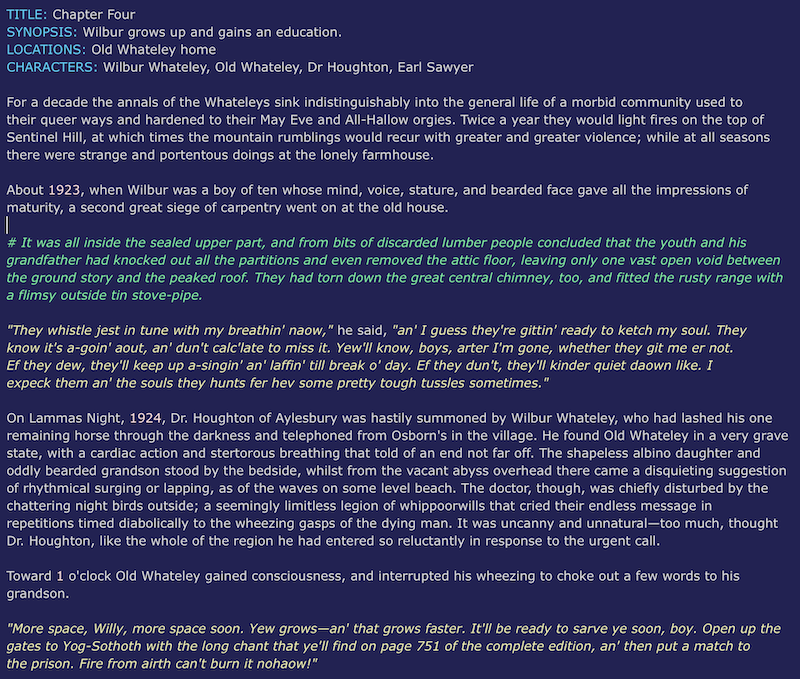 TITLE: Chapter Four
SYNOPSIS: Wilbur grows up and gains an education.
LOCATIONS: Old Whateley home
CHARACTERS: Wilbur Whateley, Old Whateley, Dr Houghton, Earl Sawyer
For a decade the annals of the Whateleys sink indistinguishably into the general life of a morbid community used to
their queer ways and hardened to their May Eve and All-Hallow orgies. Twice a year they would light fires on the top of
Sentinel Hill, at which times the mountain rumblings would recur with greater and greater violence; while at all seasons
there were strange and portentous doings at the lonely farmhouse.
About 1923, when Wilbur was a boy of ten whose mind, voice, stature, and bearded face gave all the impressions of
maturity, a second great siege of carpentry went on at the old house.
# It was all inside the sealed upper part, and from bits of discarded lumber people concluded that the youth and his
grandfather had knocked out all the partitions and even removed the attic floor, leaving only one vast open void between
the ground story and the peaked roof. They had torn down the great central chimney, too, and fitted the rusty range with
a flimsy outside tin stove-pipe.
"They whistle jest in tune with my breathin' naow," he said, "an' I guess they're gittin' ready to ketch my soul. They
know it's a-goin' aout, an' dun't calc'late to miss it. Yew'll know, boys, arter I'm gone, whether they git me er not.
Ef they dew, they'll keep up a-singin' an' laffin' till break o' day. Ef they dun't, they'll kinder quiet daown like. I
expeck them an' the souls they hunts fer hev some pretty tough tussles sometimes."
On Lammas Night, 1924, Dr. Houghton of Aylesbury was hastily summoned by Wilbur Whateley, who had lashed his one
remaining horse through the darkness and telephoned from Osborn's in the village. He found Old Whateley in a very grave
state, with a cardiac action and stertorous breathing that told of an end not far off. The shapeless albino daughter and
oddly bearded grandson stood by the bedside, whilst from the vacant abyss overhead there came a disquieting suggestion
of rhythmical surging or lapping, as of the waves on some level beach. The doctor, though, was chiefly disturbed by the
chattering night birds outside; a seemingly limitless legion of whippoorwills that cried their endless message in
repetitions timed diabolically to the wheezing gasps of the dying man. It was uncanny and unnatural—too much, thought
Dr. Houghton, like the whole of the region he had entered so reluctantly in response to the urgent call.
Toward 1 o'clock Old Whateley gained consciousness, and interrupted his wheezing to choke out a few words to his
grandson.
"More space, Willy, more space soon. Yew grows—an' that grows faster. It'll be ready to sarve ye soon, boy. Open up the
gates to Yog-Sothoth with the long chant that ye'll find on page 751 of the complete edition, an' then put a match to
the prison. Fire from airth can't burn it nohaow!"